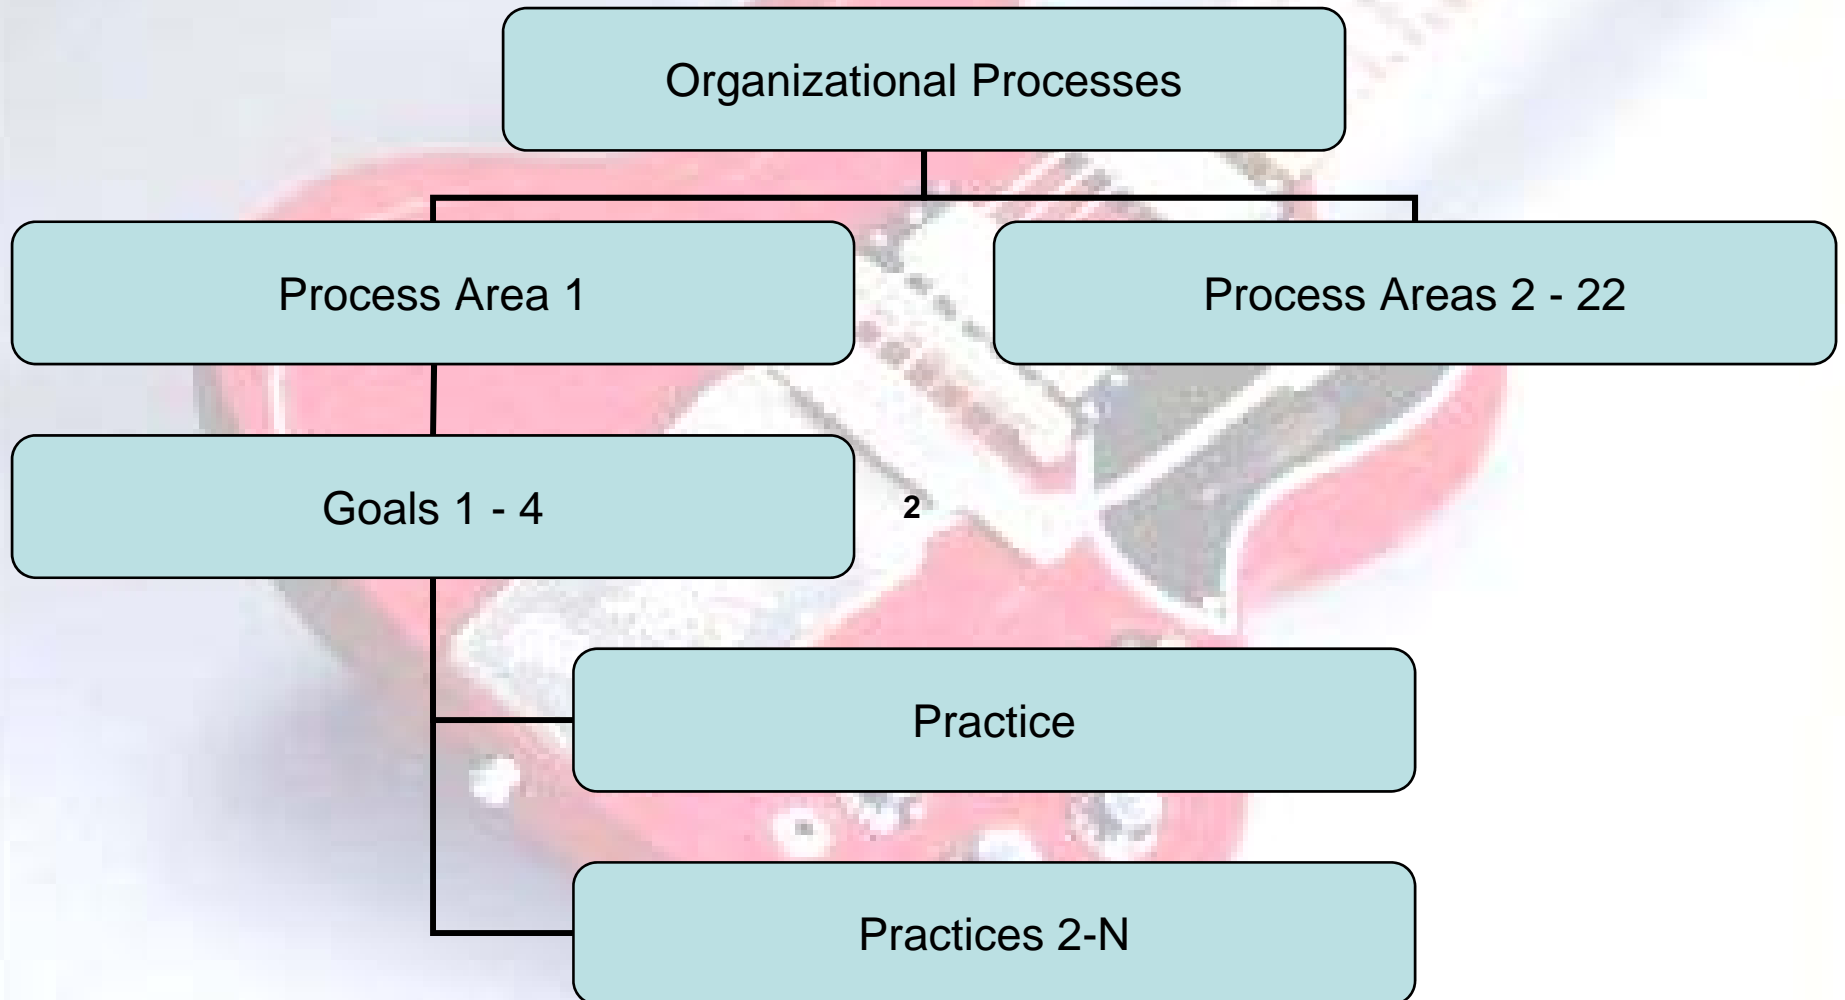 Organizational Processes
Process Area 1
Process Areas 2 - 22
Goals 1 - 4
2
Practice
Practices 2-N